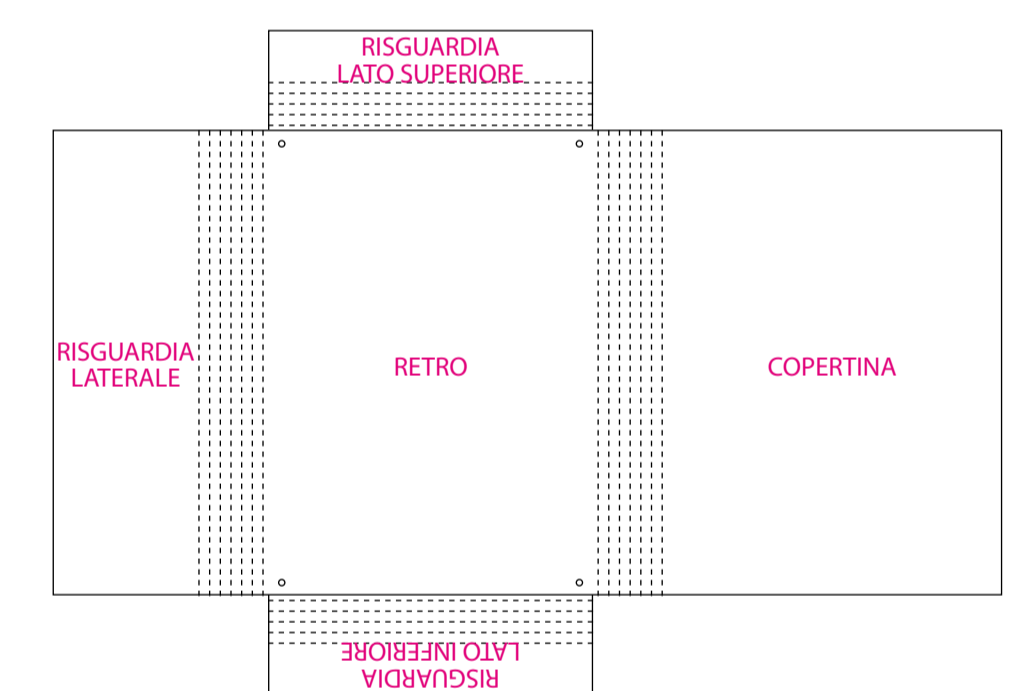 RISGUARDIA
LATO SUPERIORE
RISGUARDIA
LATERALE
RETRO
COPERTINA
RISGUARDIA
LATO INFERIORE